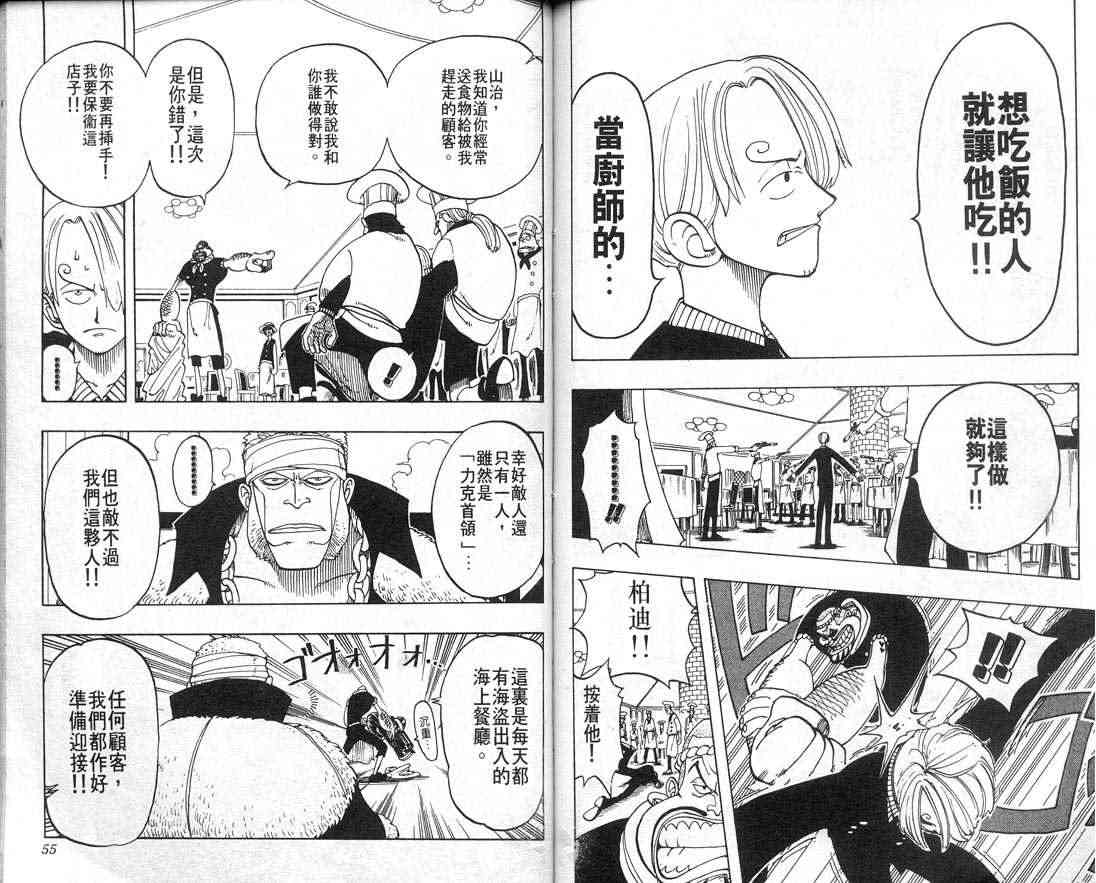 當廚師的…
想吃飯的人
就讓他吃!!
這樣做
就夠了!!
………!!
!!
柏迪!!
按着他!
山治，
我知道你經常
送食物給被我
趕走的顧客。
我不敢說我和
你誰做得對。
但是，這次
是你錯了!!
你不要再挿手!
我要保衞這
店子!!
!!
………
幸好敵人還
只有一人，
雖然是
「力克首領」…
………
但也敵不過
我們這夥人!!
這裏是每天都
有海盜出入的
海上餐廳。
沉重…
ゴオォオォ…
任何顧客，
我們都作好
準備迎接!!
55